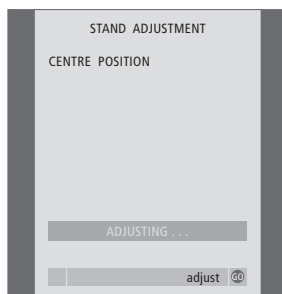 STAND ADJUSTMENT
CENTRE POSITION
ADJUSTING . . .
adjust GO